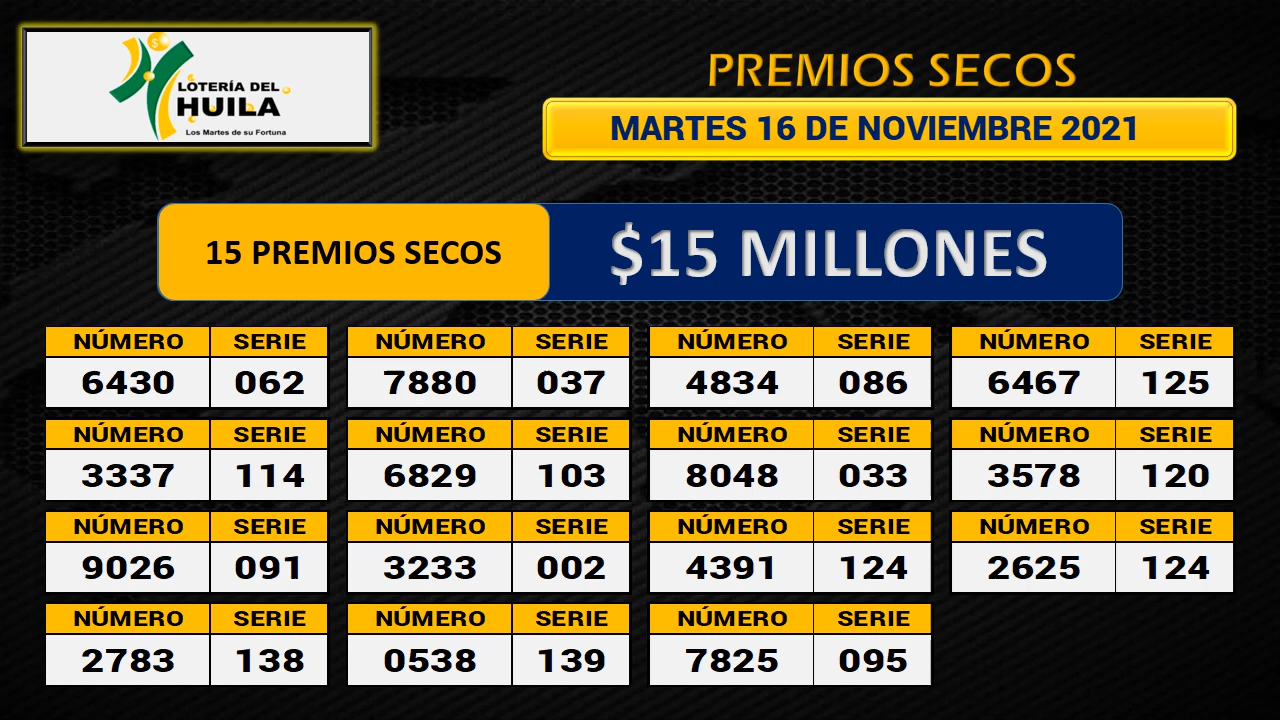 LOTERÍA DEL
HUILA
Los Martes de su Fortuna
PREMIOS SECOS
MARTES 16 DE NOVIEMBRE 2021
15 PREMIOS SECOS $15 MILLONES
NÚMERO SERIE NÚMERO SERIE NÚMERO SERIE NÚMERO SERIE
6430 062 7880 037 4834 086 6467 125
NÚMERO SERIE NÚMERO SERIE NÚMERO SERIE NÚMERO SERIE
3337 114 6829 103 8048 033 3578 120
NÚMERO SERIE NÚMERO SERIE NÚMERO SERIE NÚMERO SERIE
9026 091 3233 002 4391 124 2625 124
NÚMERO SERIE NÚMERO SERIE NÚMERO SERIE
2783 138 0538 139 7825 095